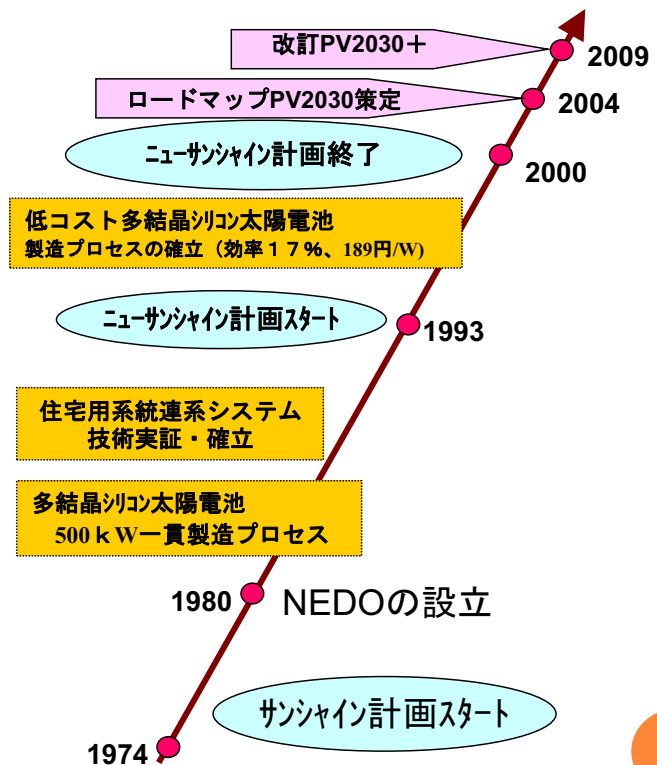 改訂PV2030＋
2009
ロードマップPV2030策定
2004
ニューサンシャイン計画終了
2000
低コスト多結晶シリコン太陽電池
製造プロセスの確立（効率１７％、189円/W)
ニューサンシャイン計画スタート
1993
住宅用系統連系システム
技術実証・確立
多結晶シリコン太陽電池
500ｋW一貫製造プロセス
1980
NEDOの設立
サンシャイン計画スタート
1974